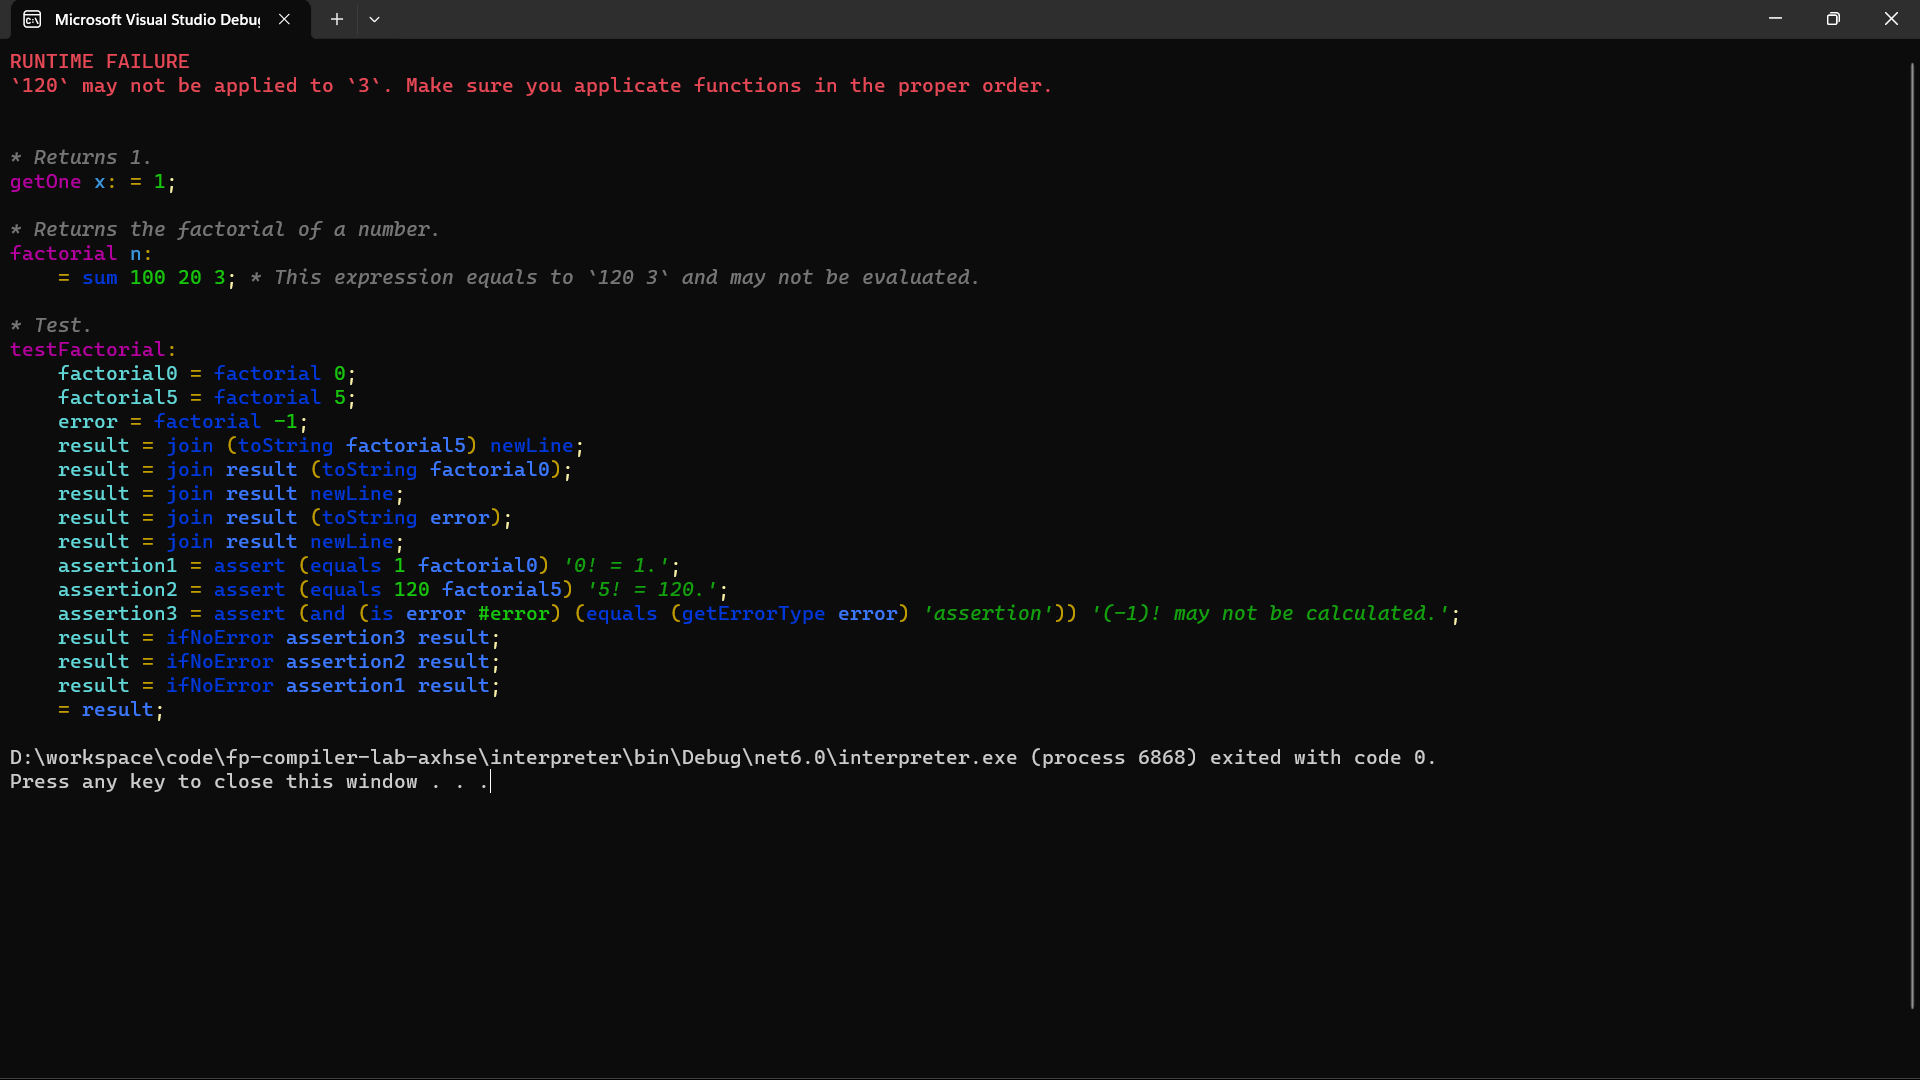 Microsoft Visual Studio Debug
RUNTIME FAILURE
`120` may not be applied to `3`. Make sure you applicate functions in the proper order.
* Returns 1.
getOne x: = 1;
* Returns the factorial of a number.
factorial n:
    = sum 100 20 3; * This expression equals to `120 3` and may not be evaluated.
* Test.
testFactorial:
    factorial0 = factorial 0;
    factorial5 = factorial 5;
    error = factorial -1;
    result = join (toString factorial5) newLine;
    result = join result (toString factorial0);
    result = join result newLine;
    result = join result (toString error);
    result = join result newLine;
    assertion1 = assert (equals 1 factorial0) '0! = 1.';
    assertion2 = assert (equals 120 factorial5) '5! = 120.';
    assertion3 = assert (and (is error #error) (equals (getErrorType error) 'assertion')) '(-1)! may not be calculated.';
    result = ifNoError assertion3 result;
    result = ifNoError assertion2 result;
    result = ifNoError assertion1 result;
    = result;
D:\workspace\code\fp-compiler-lab-axhse\interpreter\bin\Debug\net6.0\interpreter.exe (process 6868) exited with code 0.
Press any key to close this window . . .